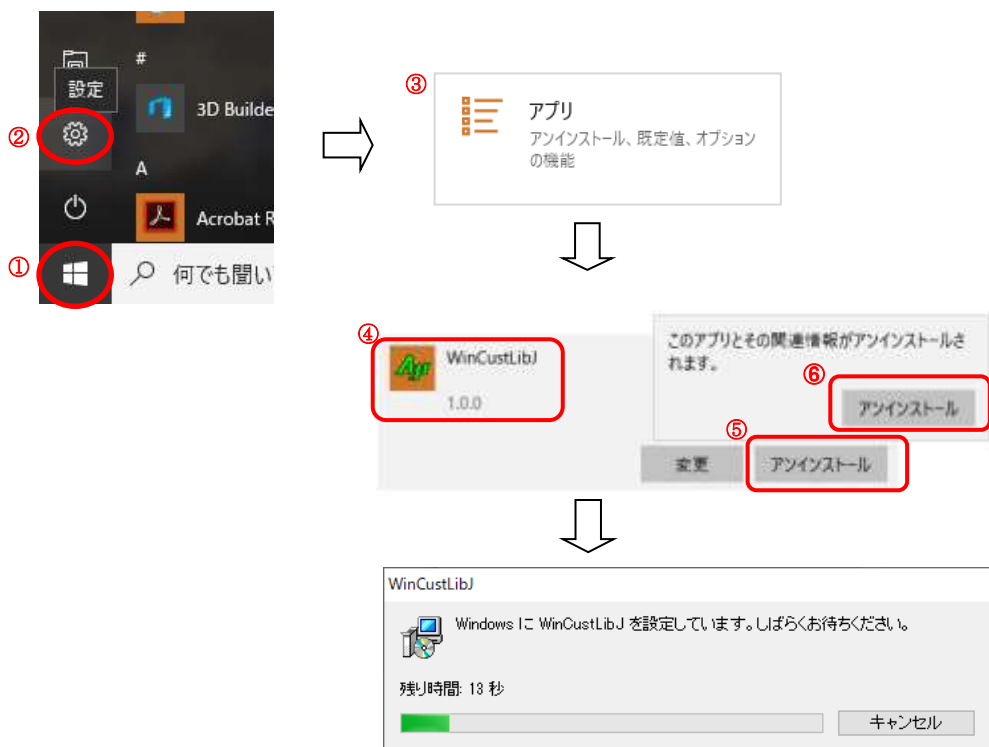 #
設定
②
3D Builde
A
Acrobat R
①
何でも聞い
③
アプリ
アンインストール、既定値、オプション
の機能
④
WinCustLibJ
1.0.0
このアプリとその関連情報がアンインストールさ
れます。
⑥
アンインストール
⑤
変更
アンインストール
WinCustLibJ
Windows に WinCustLibJ を設定しています。しばらくお待ちください。
残り時間: 13 秒
キャンセル